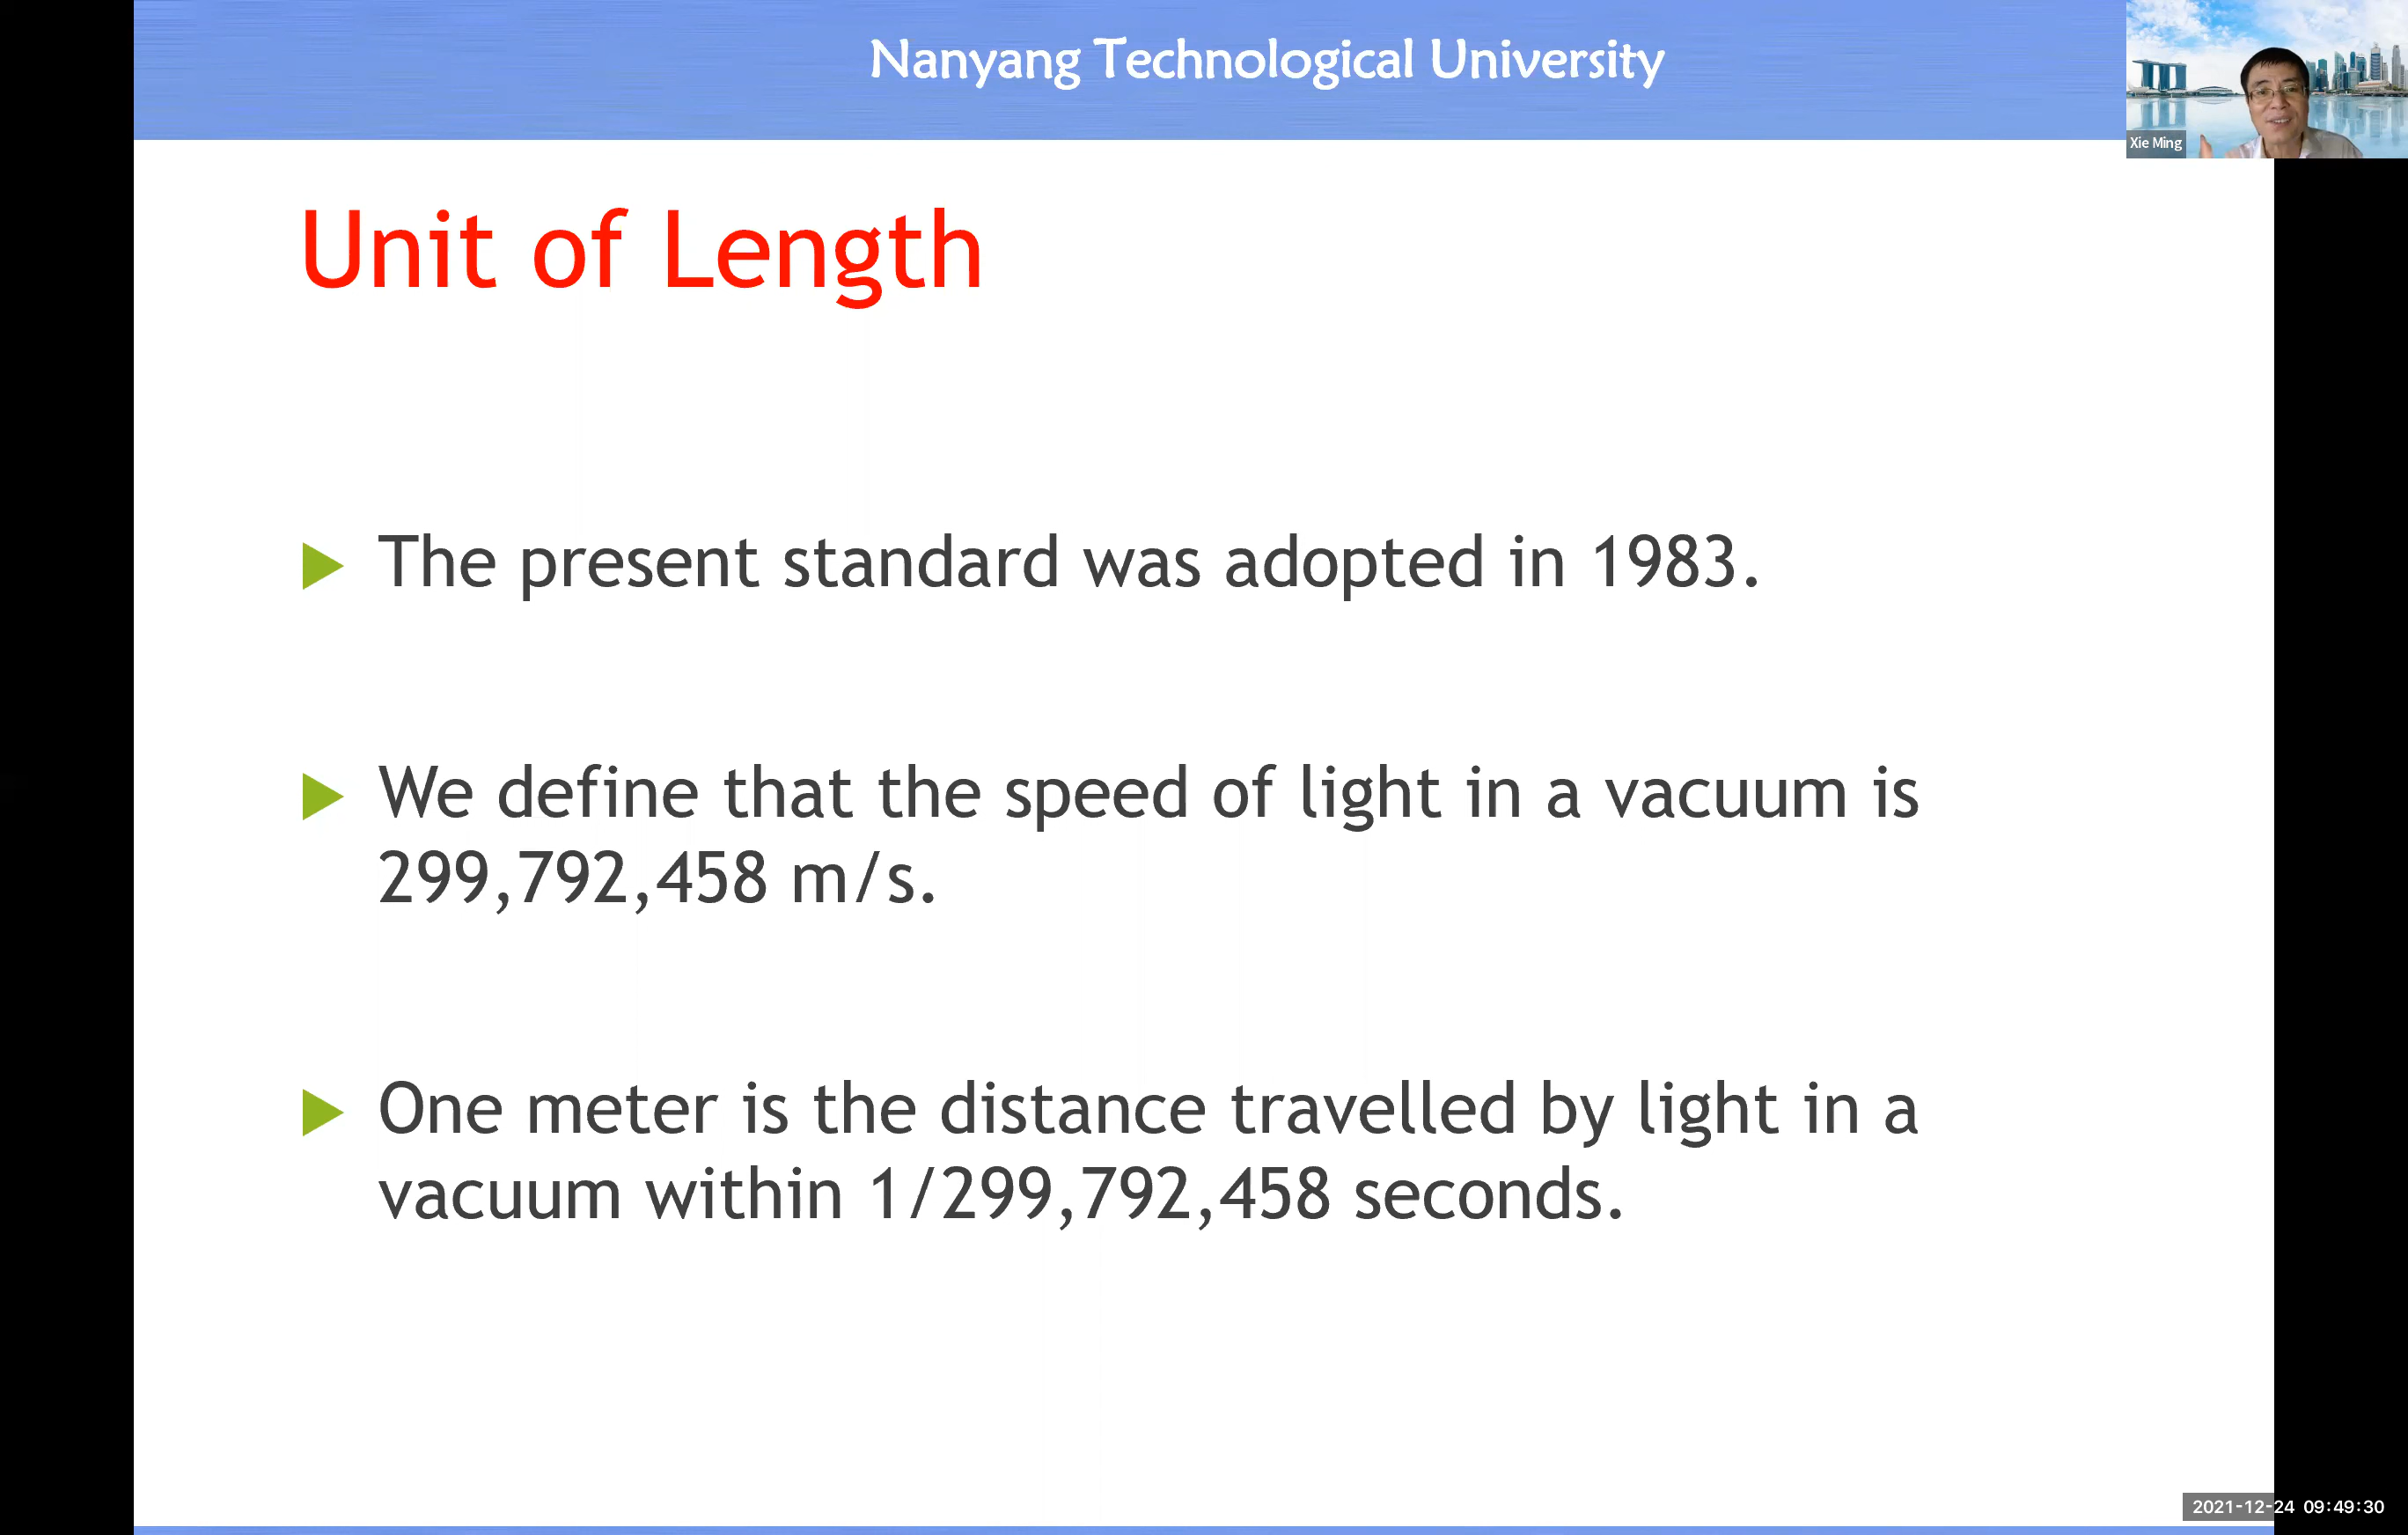 Nanyang Technological University
Xie Ming
Unit of Length
The present standard was adopted in 1983.
We define that the speed of light in a vacuum is
299,792,458 m/s.
One meter is the distance travelled by light in a
vacuum within 1/299,792,458 seconds.
2021-12-24 09:49:30